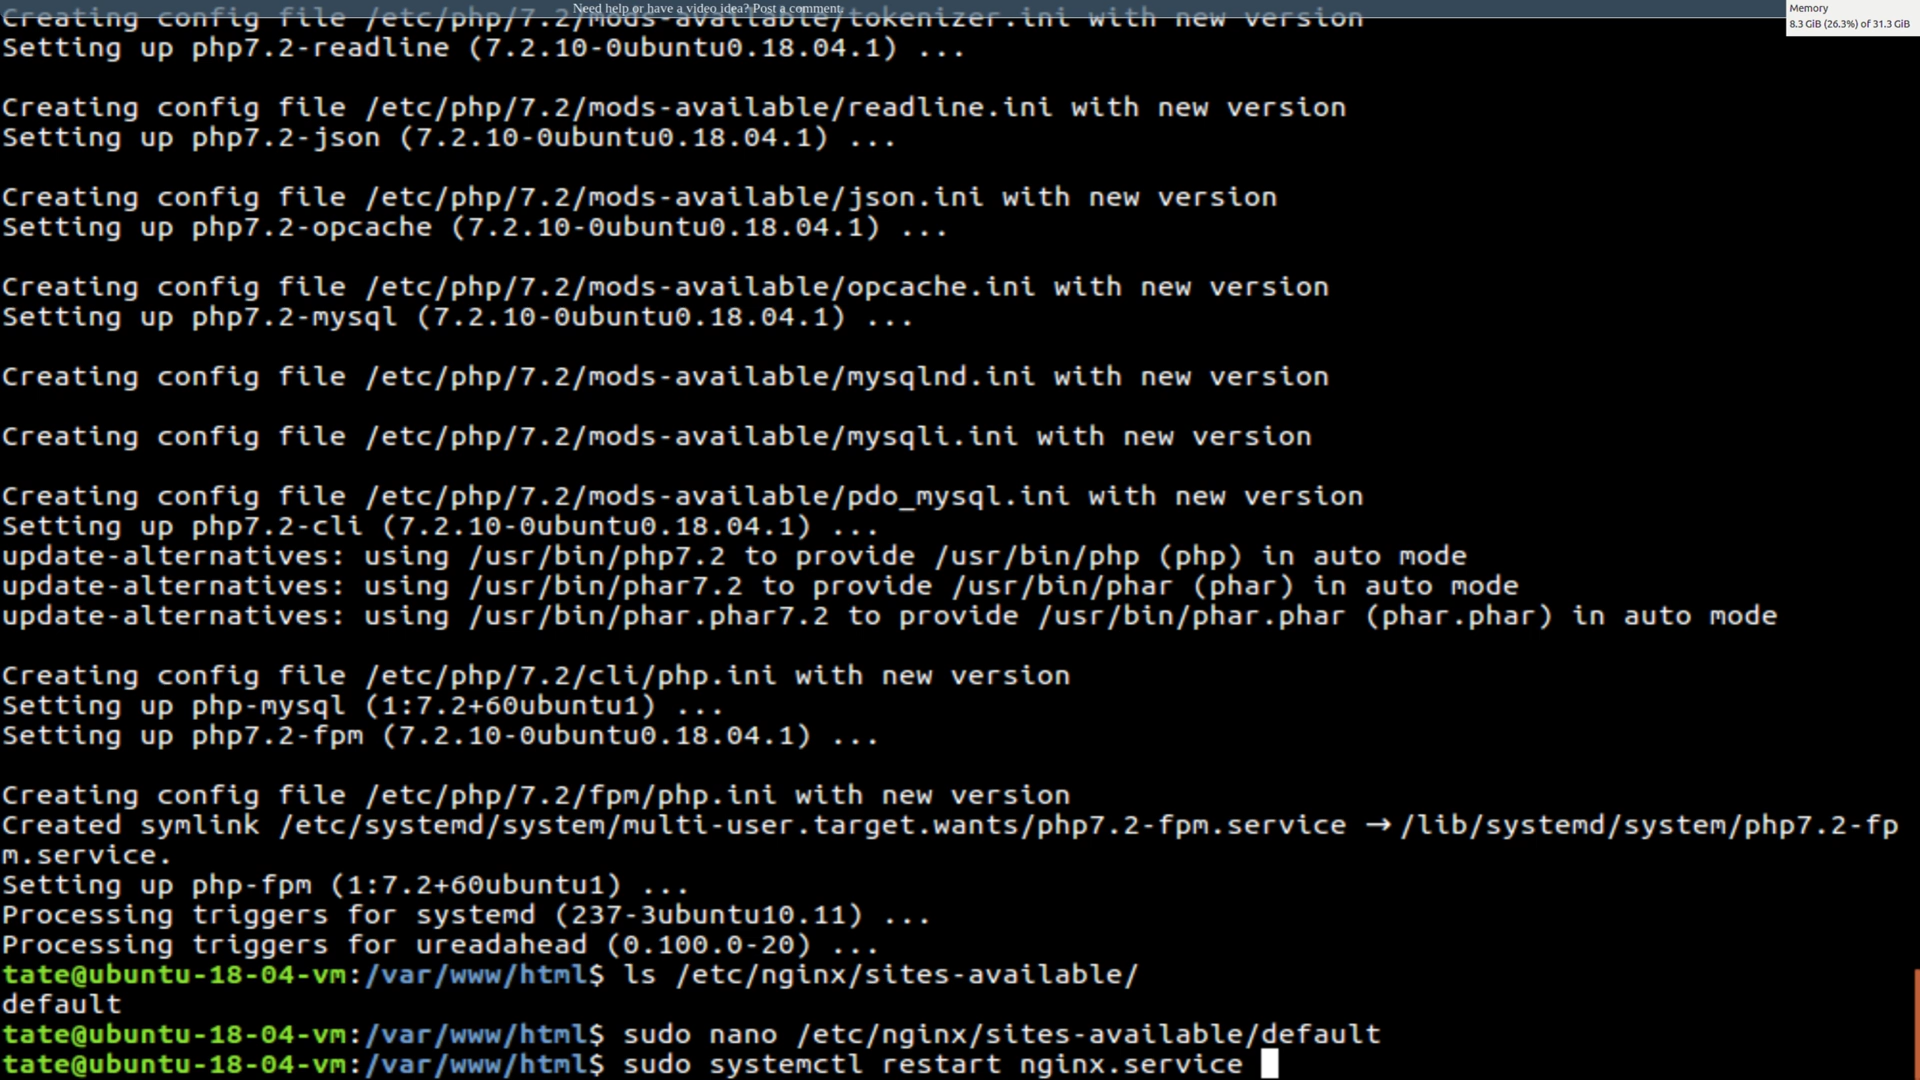 Need help or have a video idea? Post a comment.
Memory
8.3 GiB (26.3%) of 31.3 GiB
Creating config file /etc/php/7.2/mods-available/tokenizer.ini with new version
Setting up php7.2-readline (7.2.10-0ubuntu0.18.04.1) ...
Creating config file /etc/php/7.2/mods-available/readline.ini with new version
Setting up php7.2-json (7.2.10-0ubuntu0.18.04.1) ...
Creating config file /etc/php/7.2/mods-available/json.ini with new version
Setting up php7.2-opcache (7.2.10-0ubuntu0.18.04.1) ...
Creating config file /etc/php/7.2/mods-available/opcache.ini with new version
Setting up php7.2-mysql (7.2.10-0ubuntu0.18.04.1) ...
Creating config file /etc/php/7.2/mods-available/mysqlnd.ini with new version
Creating config file /etc/php/7.2/mods-available/mysqli.ini with new version
Creating config file /etc/php/7.2/mods-available/pdo_mysql.ini with new version
Setting up php7.2-cli (7.2.10-0ubuntu0.18.04.1) ...
update-alternatives: using /usr/bin/php7.2 to provide /usr/bin/php (php) in auto mode
update-alternatives: using /usr/bin/phar7.2 to provide /usr/bin/phar (phar) in auto mode
update-alternatives: using /usr/bin/phar.phar7.2 to provide /usr/bin/phar.phar (phar.phar) in auto mode
Creating config file /etc/php/7.2/cli/php.ini with new version
Setting up php-mysql (1:7.2+60ubuntu1) ...
Setting up php7.2-fpm (7.2.10-0ubuntu0.18.04.1) ...
Creating config file /etc/php/7.2/fpm/php.ini with new version
Created symlink /etc/systemd/system/multi-user.target.wants/php7.2-fpm.service → /lib/systemd/system/php7.2-fp
m.service.
Setting up php-fpm (1:7.2+60ubuntu1) ...
Processing triggers for systemd (237-3ubuntu10.11) ...
Processing triggers for ureadahead (0.100.0-20) ...
tate@ubuntu-18-04-vm:/var/www/html$ ls /etc/nginx/sites-available/
default
tate@ubuntu-18-04-vm:/var/www/html$ sudo nano /etc/nginx/sites-available/default
tate@ubuntu-18-04-vm:/var/www/html$ sudo systemctl restart nginx.service